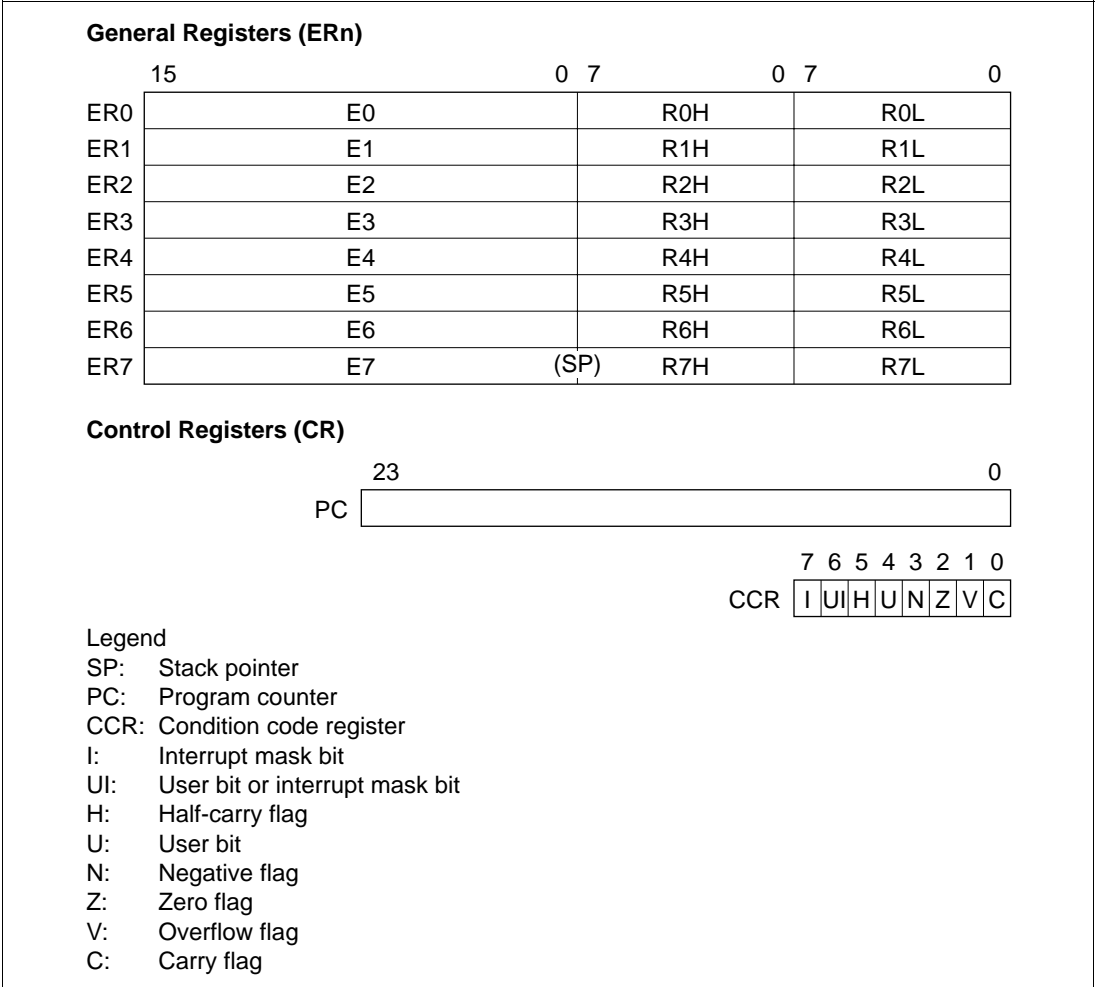 General Registers (ERn)
15 0 7 0 7 0
ER0 E0 R0H R0L
ER1 E1 R1H R1L
ER2 E2 R2H R2L
ER3 E3 R3H R3L
ER4 E4 R4H R4L
ER5 E5 R5H R5L
ER6 E6 R6H R6L
ER7 E7 (SP) R7H R7L
Control Registers (CR)
23 0
PC
7 6 5 4 3 2 1 0
CCR I UI H U N Z V C
Legend
SP: Stack pointer
PC: Program counter
CCR: Condition code register
I: Interrupt mask bit
UI: User bit or interrupt mask bit
H: Half-carry flag
U: User bit
N: Negative flag
Z: Zero flag
V: Overflow flag
C: Carry flag